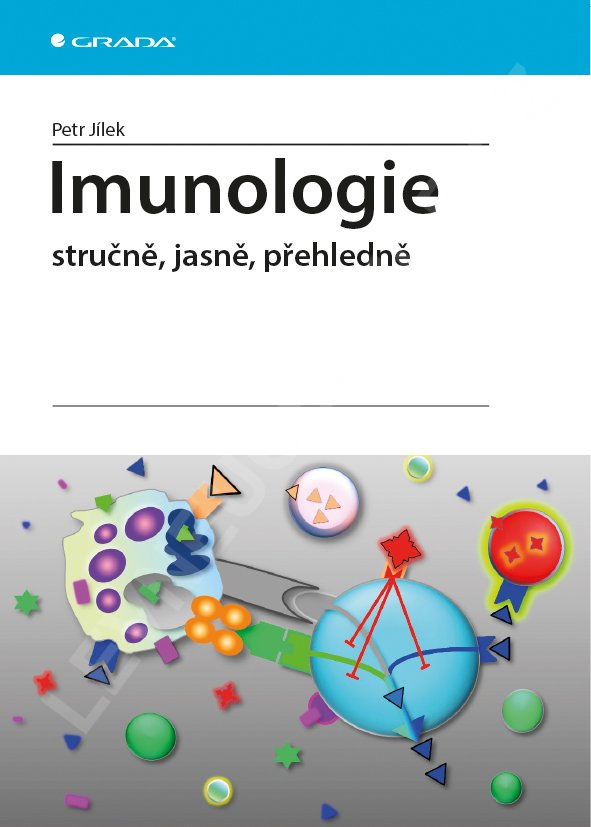 GRADA®
Petr Jílek
Imunologie
stručně, jasně, přehledně